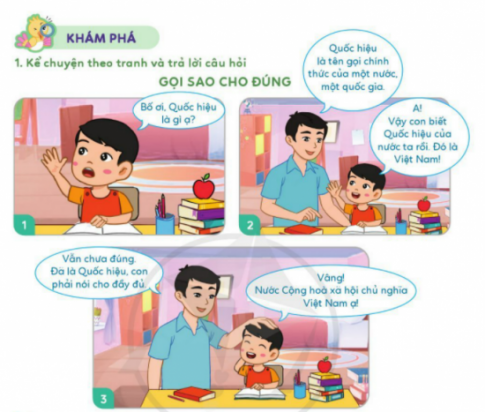 KHÁM PHÁ
1. Kể chuyện theo tranh và trả lời câu hỏi
GỌI SAO CHO ĐÚNG
Bố ơi, Quốc hiệu
là gì ạ?
1
Quốc hiệu
là tên gọi chính
thức của một nước,
một quốc gia.
A!
Vậy con biết
Quốc hiệu của
nước ta rồi. Đó là
Việt Nam!
2
Vẫn chưa đúng.
Đã là Quốc hiệu, con
phải nói cho đầy đủ.
Vâng!
Nước Cộng hoà xã hội chủ nghĩa
Việt Nam ạ!
3